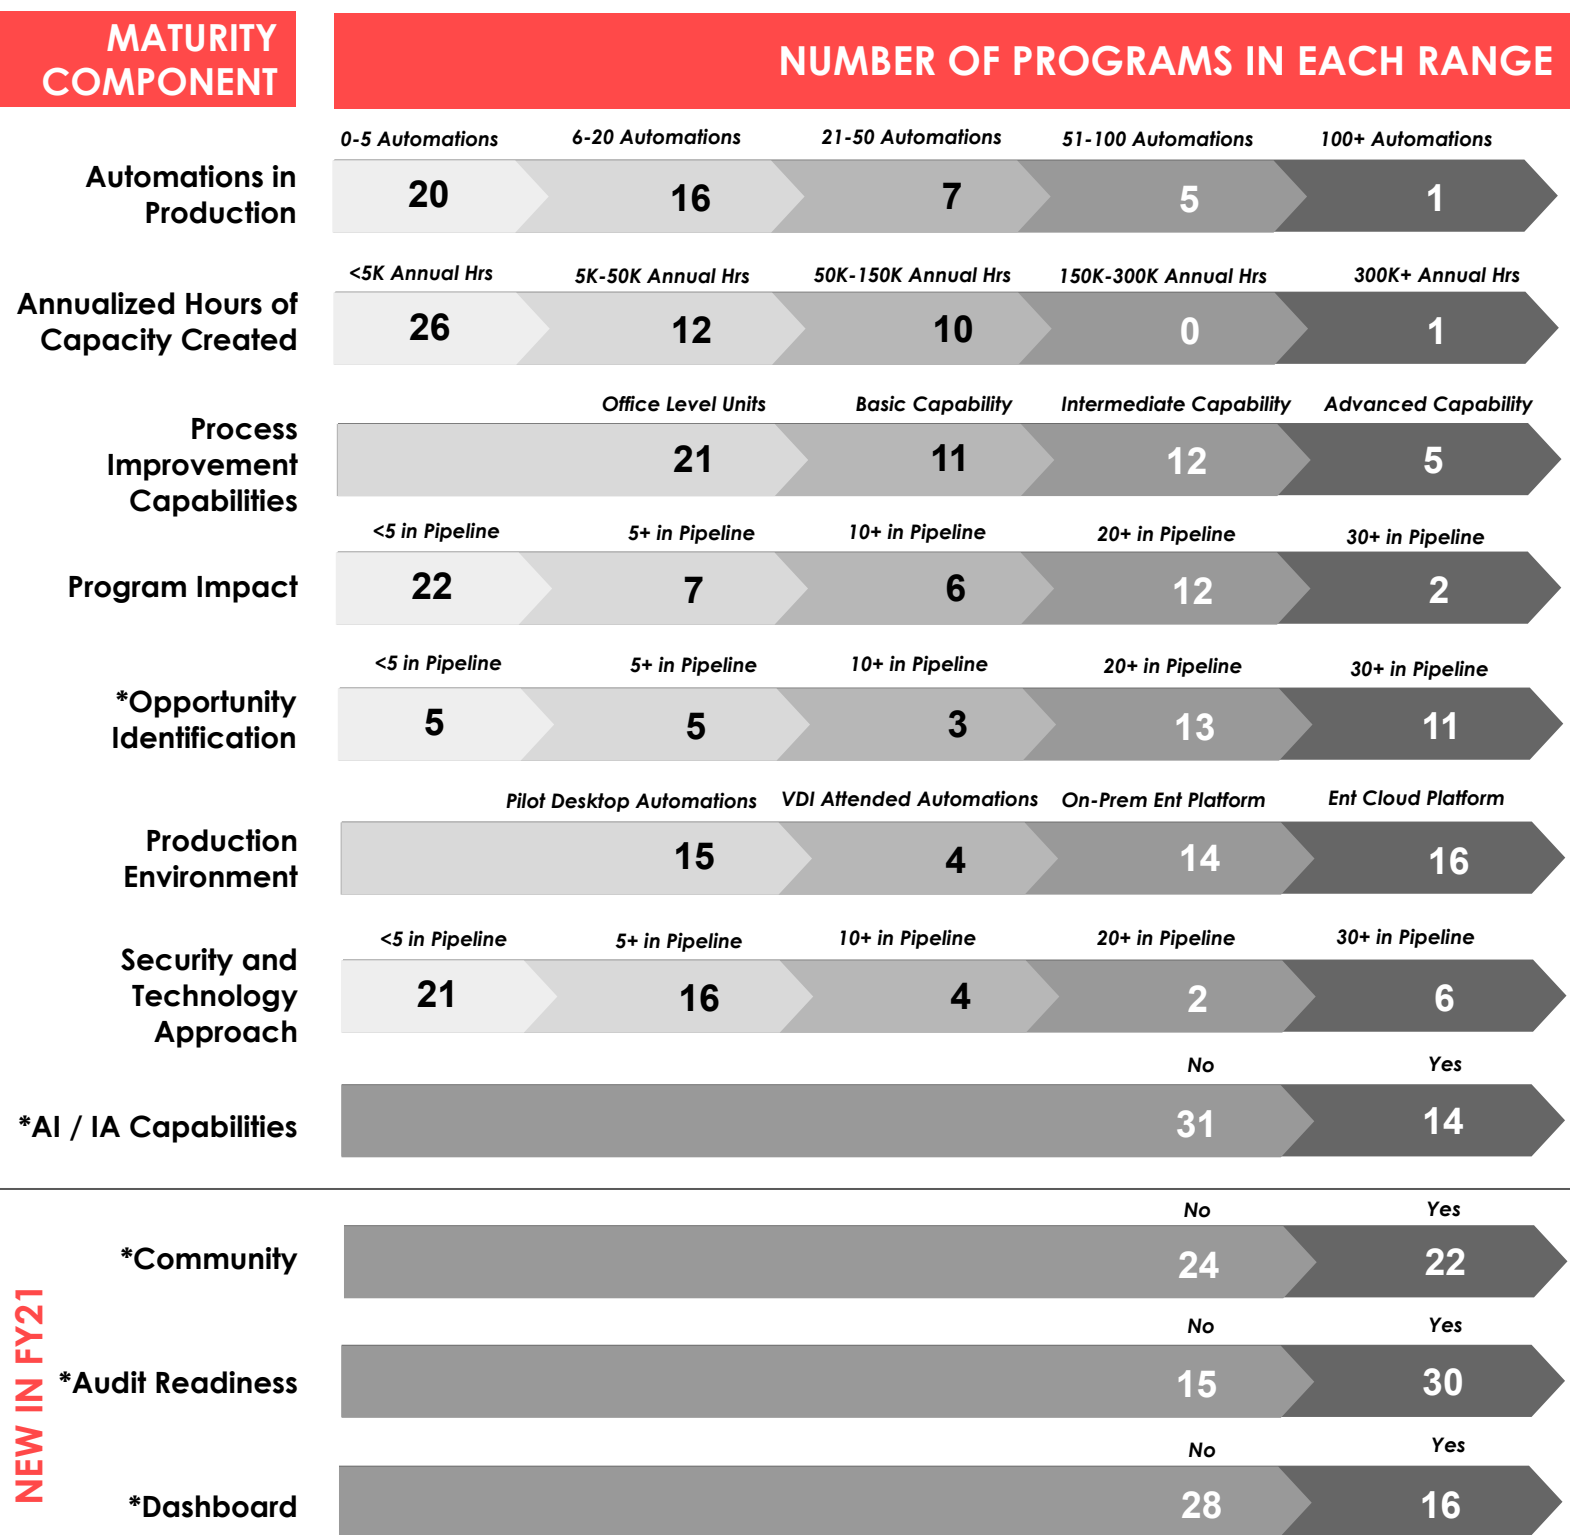 MATURITY
COMPONENT
NUMBER OF PROGRAMS IN EACH RANGE
0-5 Automations 6-20 Automations 21-50 Automations 51-100 Automations 100+ Automations
Automations in
Production
20 16 7 5 1
<5K Annual Hrs 5K-50K Annual Hrs 50K-150K Annual Hrs 150K-300K Annual Hrs 300K+ Annual Hrs
Annualized Hours of
Capacity Created
26 12 10 0 1
Office Level Units Basic Capability Intermediate Capability Advanced Capability
Process
Improvement
Capabilities
21 11 12 5
<5 in Pipeline 5+ in Pipeline 10+ in Pipeline 20+ in Pipeline 30+ in Pipeline
Program Impact
22 7 6 12 2
<5 in Pipeline 5+ in Pipeline 10+ in Pipeline 20+ in Pipeline 30+ in Pipeline
*Opportunity
Identification
5 5 3 13 11
Pilot Desktop Automations VDI Attended Automations On-Prem Ent Platform Ent Cloud Platform
Production
Environment
15 4 14 16
<5 in Pipeline 5+ in Pipeline 10+ in Pipeline 20+ in Pipeline 30+ in Pipeline
Security and
Technology
Approach
21 16 4 2 6
No Yes
*AI / IA Capabilities
31 14
NEW IN FY21
No Yes
*Community
24 22
No Yes
*Audit Readiness
15 30
No Yes
*Dashboard
28 16